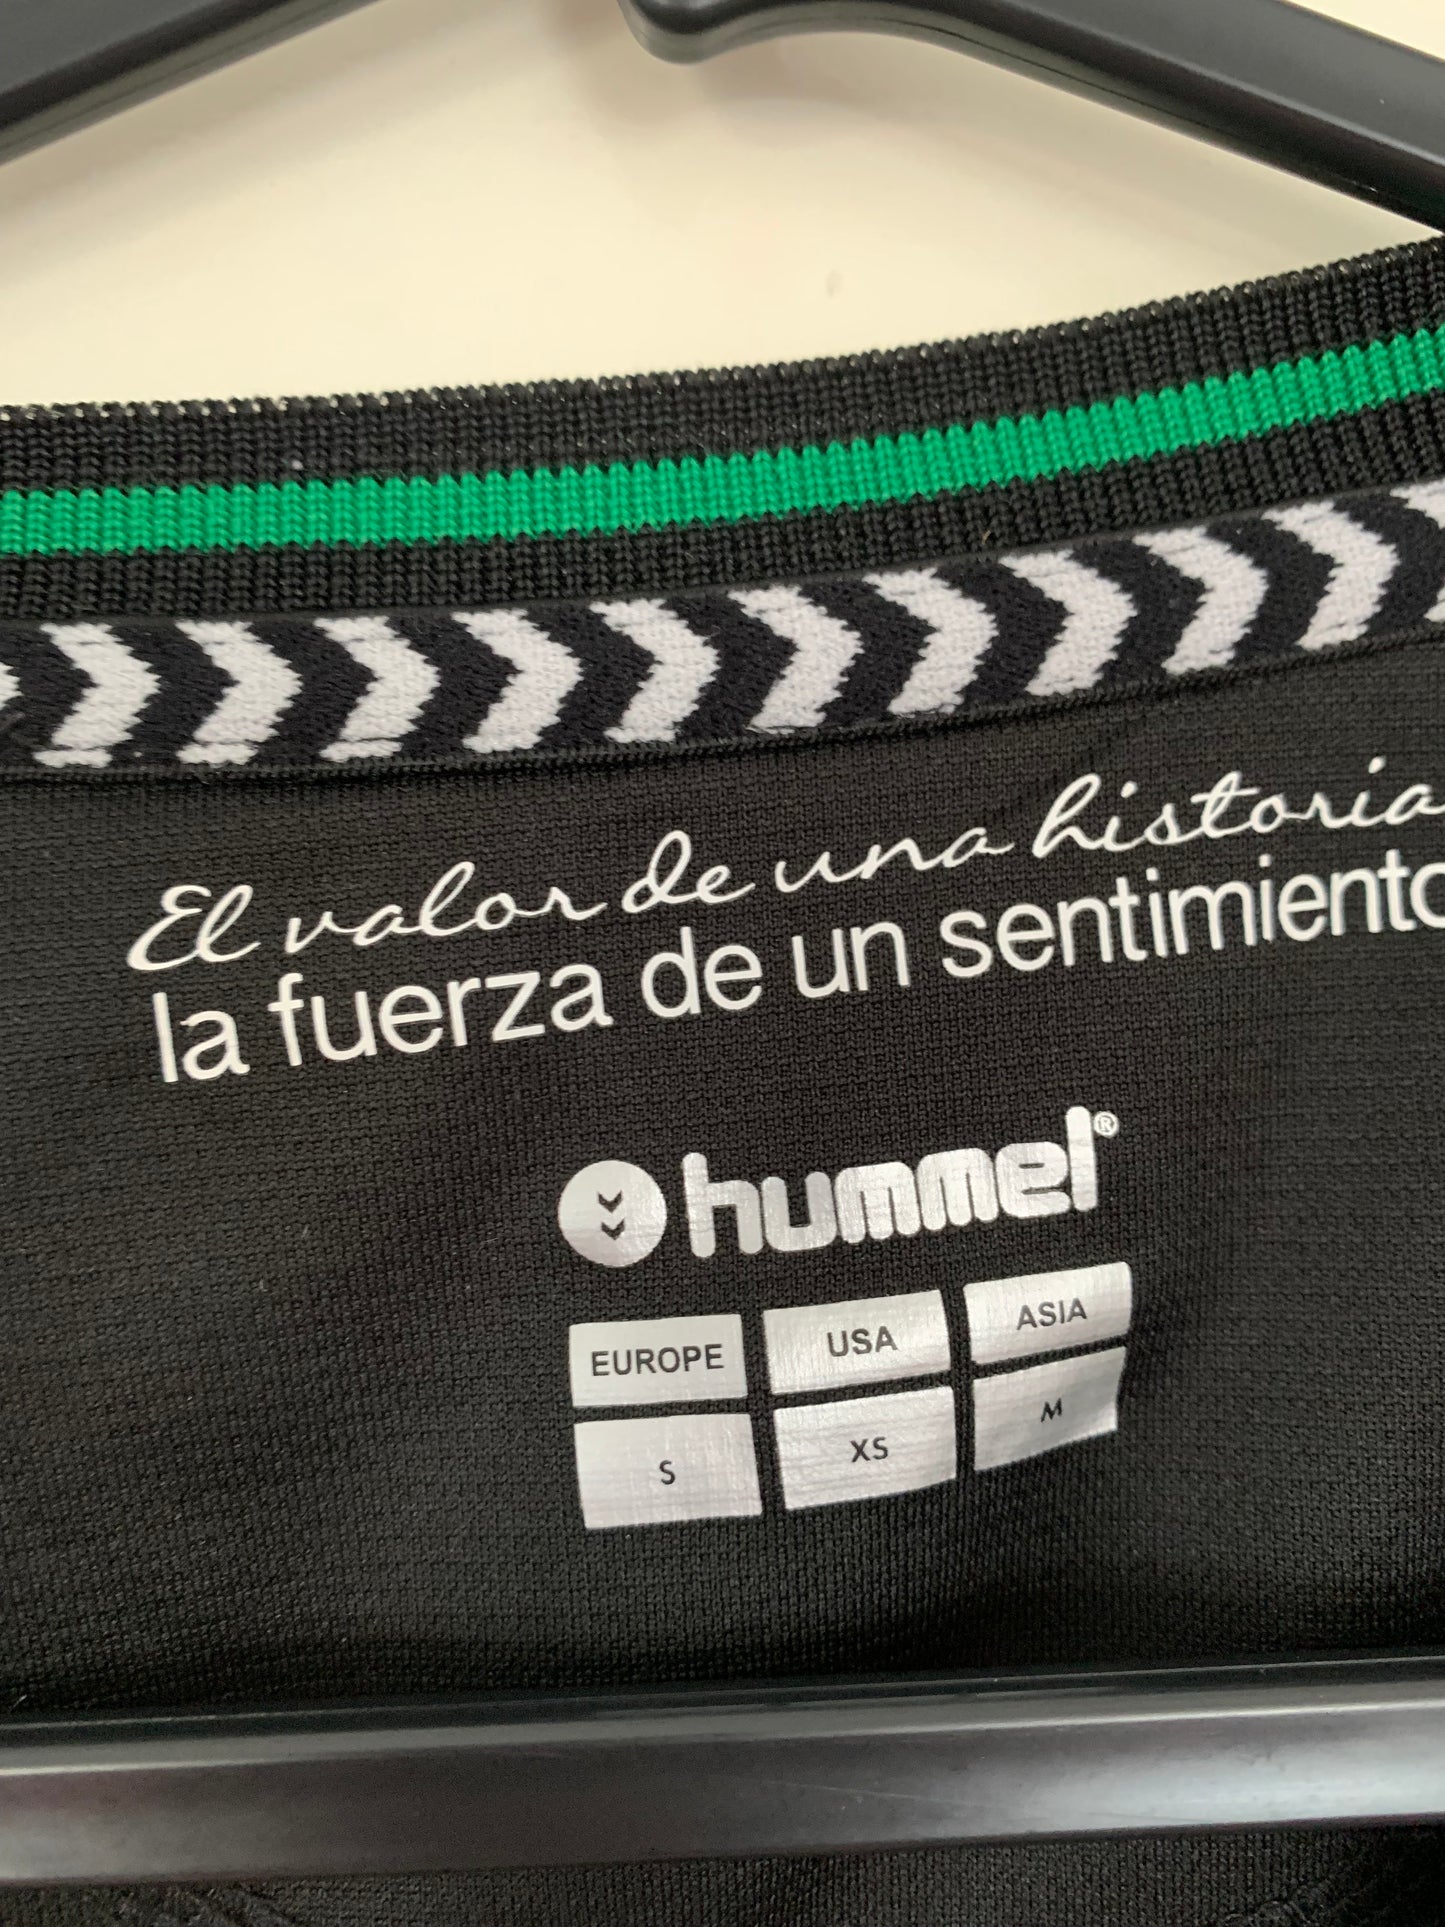 El valor de una historia
la fuerza de un sentimiento
hummel®
EUROPE USA ASIA
S XS M